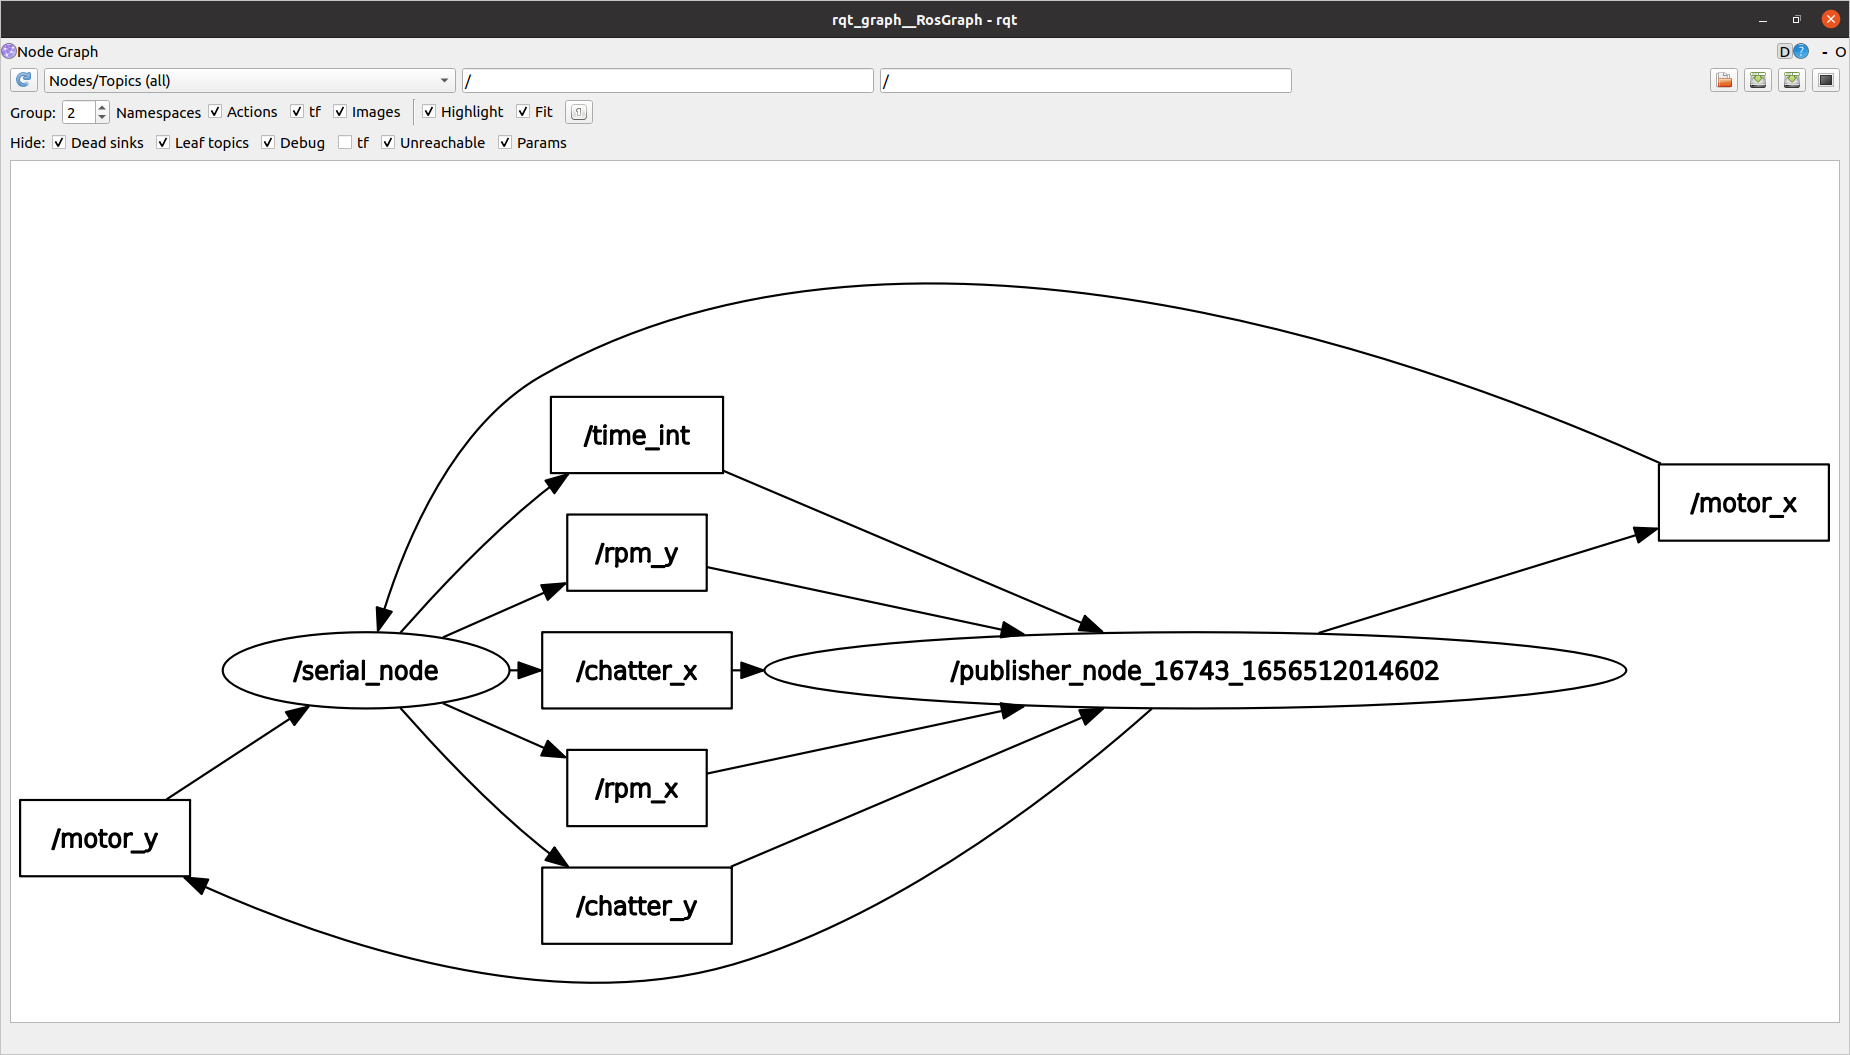 rqt_graph__RosGraph - rqt
Node Graph
D ? - O
Nodes/Topics (all) / /
Group: 2 Namespaces Actions tf Images Highlight Fit
Hide: Dead sinks Leaf topics Debug tf Unreachable Params
/time_int
/motor_x
/rpm_y
/serial_node /chatter_x /publisher_node_16743_1656512014602
/rpm_x
/motor_y
/chatter_y